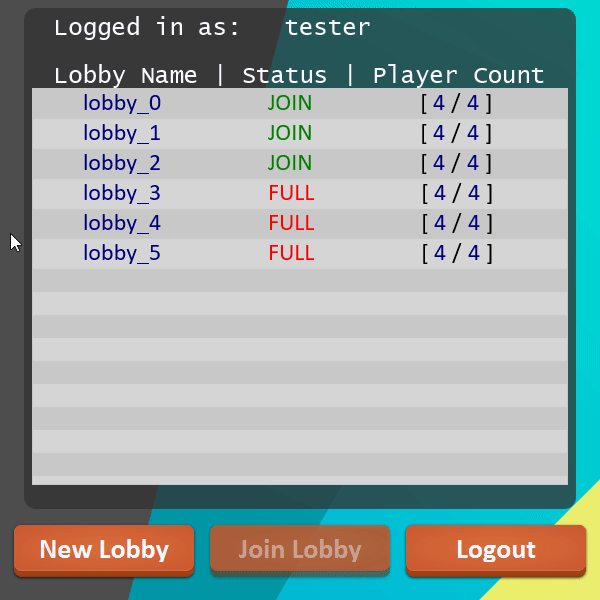 Logged in as: tester
Lobby Name | Status | Player Count
lobby_0 JOIN [ 4 / 4 ]
lobby_1 JOIN [ 4 / 4 ]
lobby_2 JOIN [ 4 / 4 ]
lobby_3 FULL [ 4 / 4 ]
lobby_4 FULL [ 4 / 4 ]
lobby_5 FULL [ 4 / 4 ]
New Lobby Join Lobby Logout